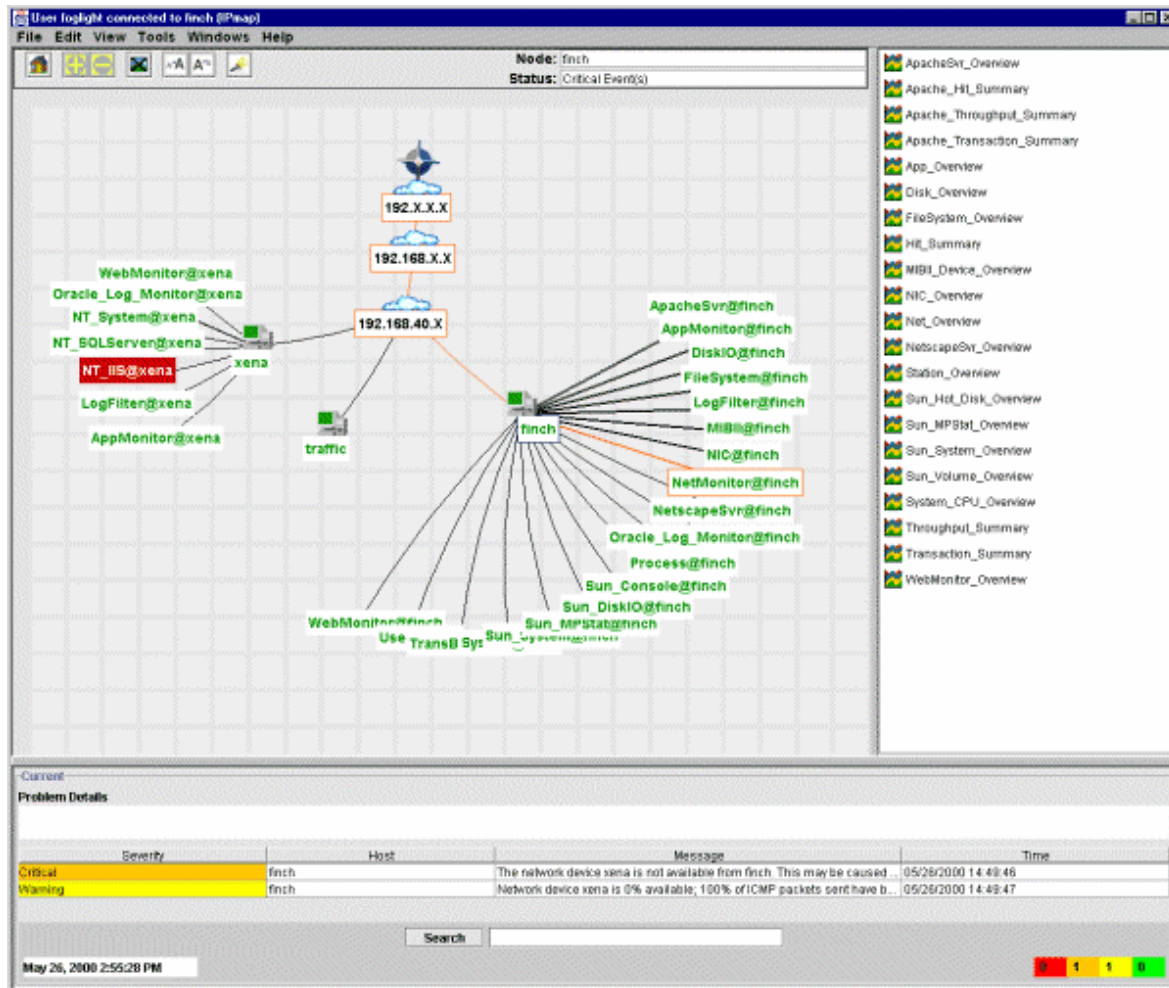 User foglight connected to finch (IPmap)
File Edit View Tools Windows Help
Node: finch
Status: Critical Event(s)
192.X.X.X
192.168.X.X
192.168.40.X
WebMonitor@xena
Oracle_Log_Monitor@xena
NT_System@xena
NT_SQLServer@xena
NT_IIS@xena
LogFilter@xena
AppMonitor@xena
xena
traffic
finch
ApacheSvr@finch
AppMonitor@finch
DiskIO@finch
FileSystem@finch
LogFilter@finch
MIBII@finch
NIC@finch
NetMonitor@finch
NetscapeSvr@finch
Oracle_Log_Monitor@finch
Process@finch
Sun_Console@finch
Sun_DiskIO@finch
Sun_MPStat@finch
Sun_System@finch
WebMonitor@finch
Use
TransB
Sys
ApacheSvr_Overview
Apache_Hit_Summary
Apache_Throughput_Summary
Apache_Transaction_Summary
App_Overview
Disk_Overview
FileSystem_Overview
Hit_Summary
MIBII_Device_Overview
NIC_Overview
Net_Overview
NetscapeSvr_Overview
Station_Overview
Sun_Hot_Disk_Overview
Sun_MPStat_Overview
Sun_System_Overview
Sun_Volume_Overview
System_CPU_Overview
Throughput_Summary
Transaction_Summary
WebMonitor_Overview
Current
Problem Details
Severity Host Message Time
Critical finch The network device xena is not available from finch. This may be caused ... 05/26/2000 14:49:46
Warning finch Network device xena is 0% available; 100% of ICMP packets sent have b... 05/26/2000 14:49:47
Search
May 26, 2000 2:55:28 PM
0 1 1 0